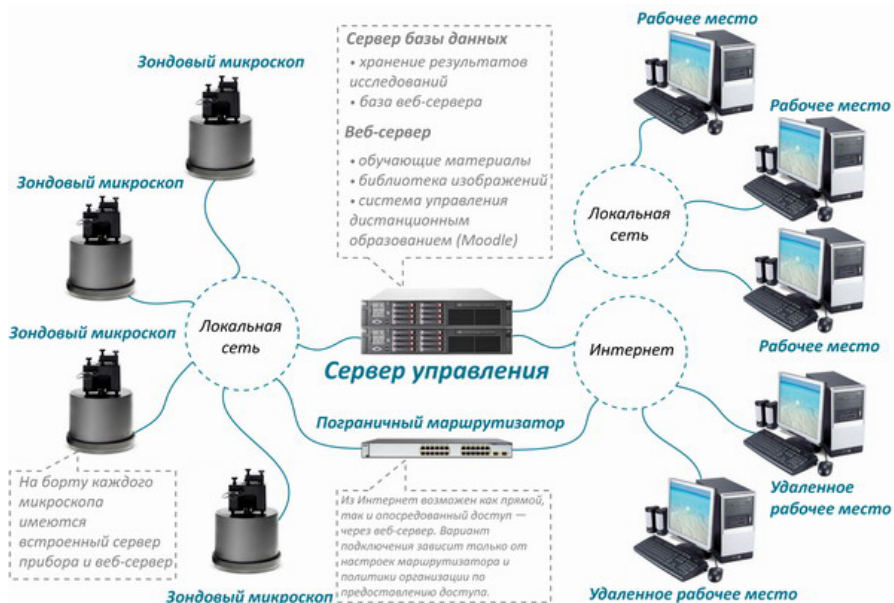 Зондовый микроскоп
Зондовый микроскоп
Зондовый микроскоп
На борту каждого
микроскопа
имеются
встроенный сервер
прибора и веб-сервер
Зондовый микроскоп
Локальная
сеть
Сервер базы данных
• хранение результатов
исследований
• база веб-сервера
Веб-сервер
• обучающие материалы
• библиотека изображений
• система управления
дистанционным
образованием (Moodle)
Сервер управления
Пограничный маршрутизатор
Из Интернет возможен как прямой,
так и опосредованный доступ —
через веб-сервер. Вариант
подключения зависит только от
настроек маршрутизатора и
политики организации по
предоставлению доступа.
Локальная
сеть
Интернет
Рабочее место
Рабочее место
Рабочее место
Удаленное
рабочее место
Удаленное рабочее место